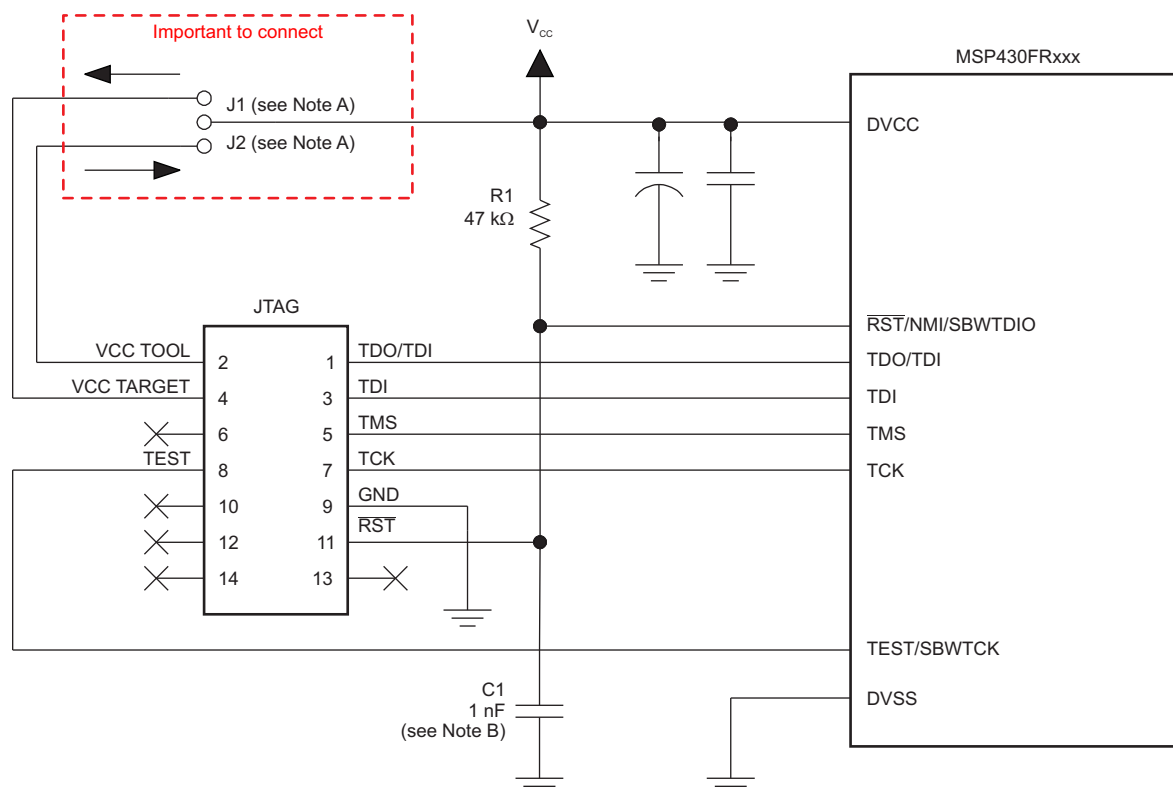 Important to connect
VCC
MSP430FRxxx
J1 (see Note A)
J2 (see Note A)
DVCC
R1
47 kΩ
JTAG
RST/NMI/SBWTDIO
VCC TOOL
2
1
TDO/TDI
TDO/TDI
VCC TARGET
4
3
TDI
TDI
6
5
TMS
TMS
TEST
8
7
TCK
TCK
10
9
GND
12
11
RST
14
13
TEST/SBWTCK
C1
1 nF
(see Note B)
DVSS